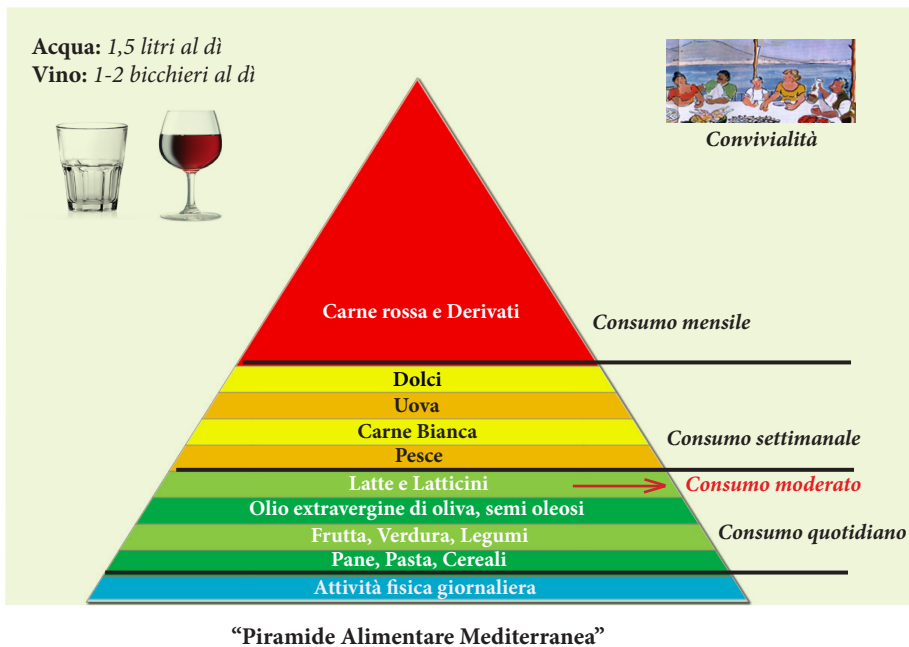 Acqua: 1,5 litri al dì
Vino: 1-2 bicchieri al dì
Convivialità
Carne rossa e Derivati
Consumo mensile
Dolci
Uova
Carne Bianca
Consumo settimanale
Pesce
Latte e Latticini
Consumo moderato
Olio extravergine di oliva, semi oleosi
Frutta, Verdura, Legumi
Consumo quotidiano
Pane, Pasta, Cereali
Attività fisica giornaliera
“Piramide Alimentare Mediterranea”